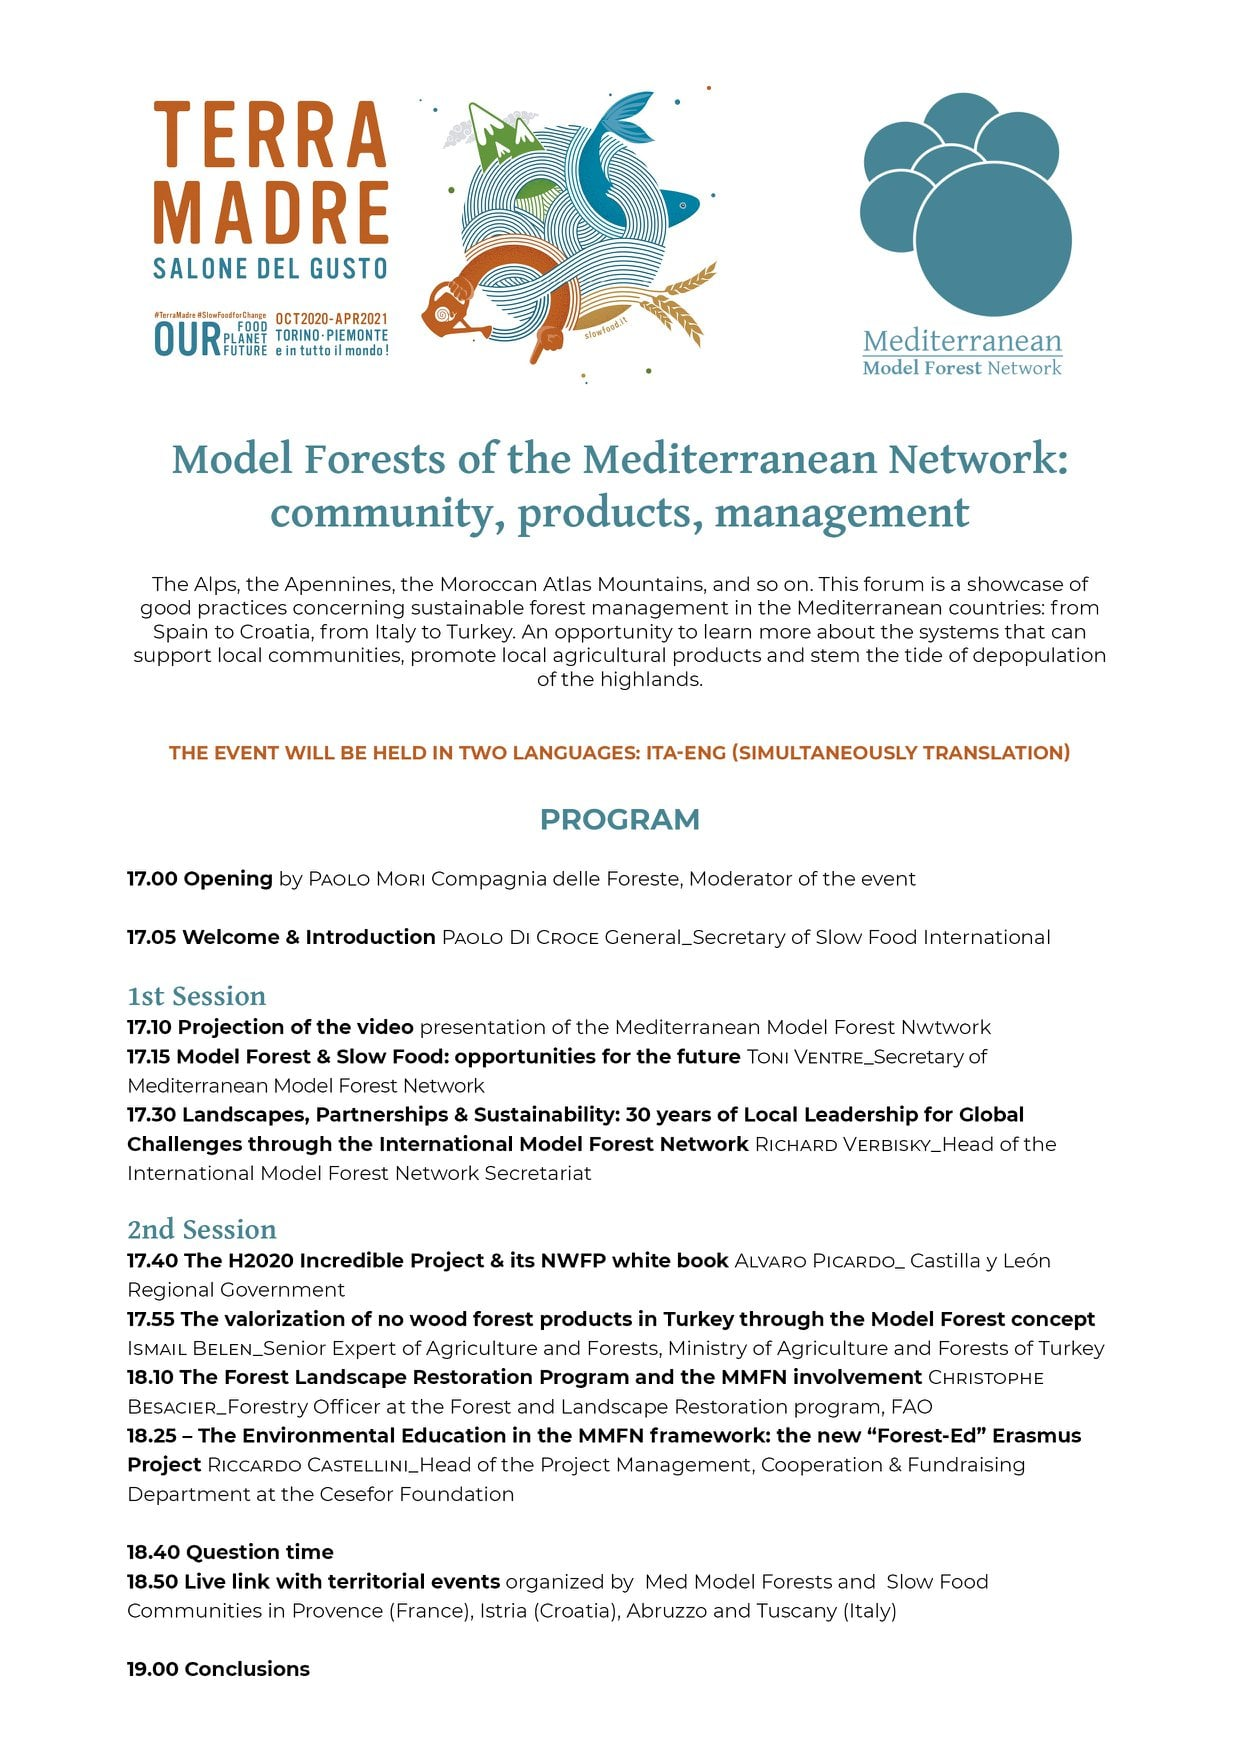 TERRA
MADRE
SALONE DEL GUSTO
#TerraMadre #SlowFoodforChange
OUR FOOD PLANET FUTURE
OCT2020-APR2021
TORINO·PIEMONTE
e in tutto il mondo!
slowfood.it
Mediterranean
Model Forest Network
Model Forests of the Mediterranean Network:
community, products, management
The Alps, the Apennines, the Moroccan Atlas Mountains, and so on. This forum is a showcase of
good practices concerning sustainable forest management in the Mediterranean countries: from
Spain to Croatia, from Italy to Turkey. An opportunity to learn more about the systems that can
support local communities, promote local agricultural products and stem the tide of depopulation
of the highlands.
THE EVENT WILL BE HELD IN TWO LANGUAGES: ITA-ENG (SIMULTANEOUSLY TRANSLATION)
PROGRAM
17.00 Opening by Paolo Mori Compagnia delle Foreste, Moderator of the event
17.05 Welcome & Introduction Paolo Di Croce General_Secretary of Slow Food International
1st Session
17.10 Projection of the video presentation of the Mediterranean Model Forest Nwtwork
17.15 Model Forest & Slow Food: opportunities for the future Toni Ventre_Secretary of
Mediterranean Model Forest Network
17.30 Landscapes, Partnerships & Sustainability: 30 years of Local Leadership for Global
Challenges through the International Model Forest Network Richard Verbisky_Head of the
International Model Forest Network Secretariat
2nd Session
17.40 The H2020 Incredible Project & its NWFP white book Alvaro Picardo_ Castilla y León
Regional Government
17.55 The valorization of no wood forest products in Turkey through the Model Forest concept
Ismail Belen_Senior Expert of Agriculture and Forests, Ministry of Agriculture and Forests of Turkey
18.10 The Forest Landscape Restoration Program and the MMFN involvement Christophe
Besacier_Forestry Officer at the Forest and Landscape Restoration program, FAO
18.25 – The Environmental Education in the MMFN framework: the new “Forest-Ed” Erasmus
Project Riccardo Castellini_Head of the Project Management, Cooperation & Fundraising
Department at the Cesefor Foundation
18.40 Question time
18.50 Live link with territorial events organized by  Med Model Forests and  Slow Food
Communities in Provence (France), Istria (Croatia), Abruzzo and Tuscany (Italy)
19.00 Conclusions